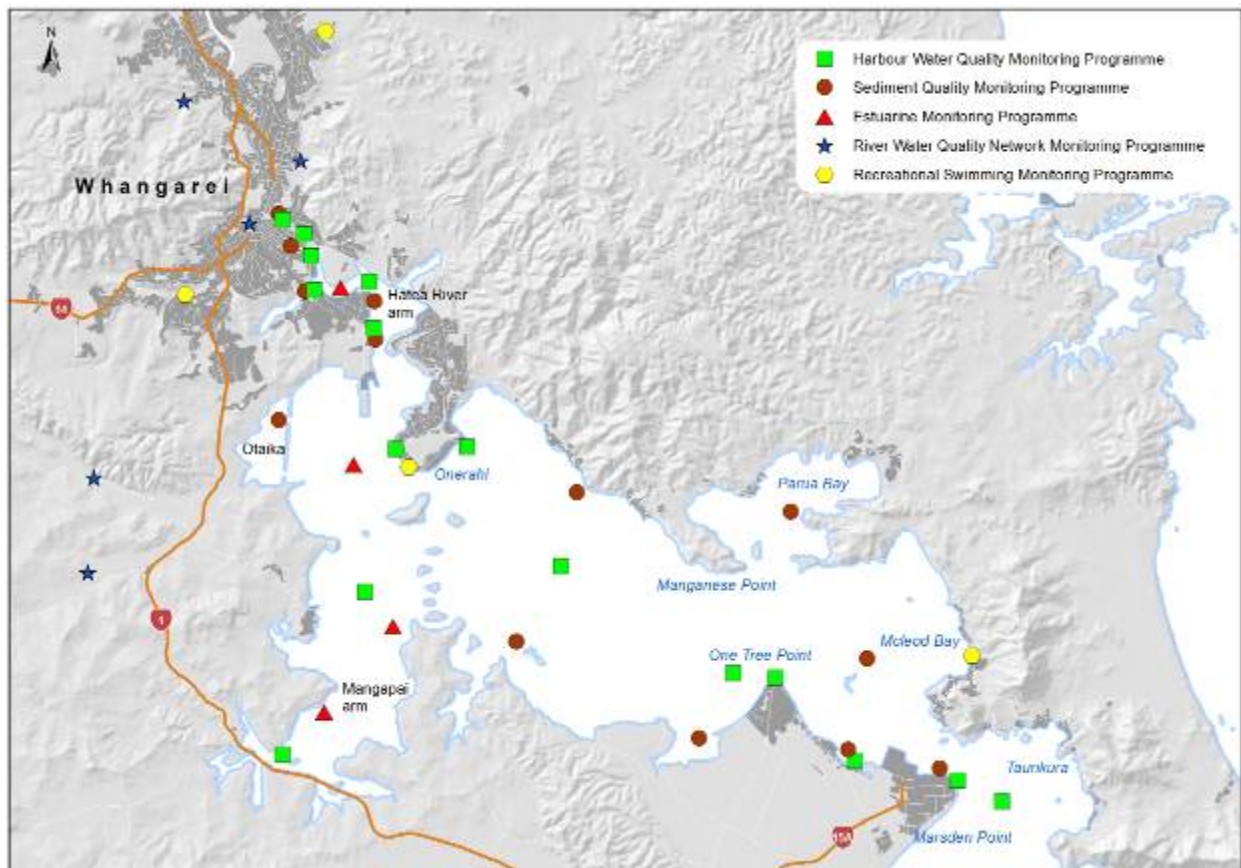 N
Harbour Water Quality Monitoring Programme
Sediment Quality Monitoring Programme
Estuarine Monitoring Programme
River Water Quality Network Monitoring Programme
Recreational Swimming Monitoring Programme
Whangarei
14
Hatea River
arm
Otaika
Onerahi
Parua Bay
Manganese Point
1
Mcleod Bay
One Tree Point
Mangapai
arm
Taurikura
15A
Marsden Point